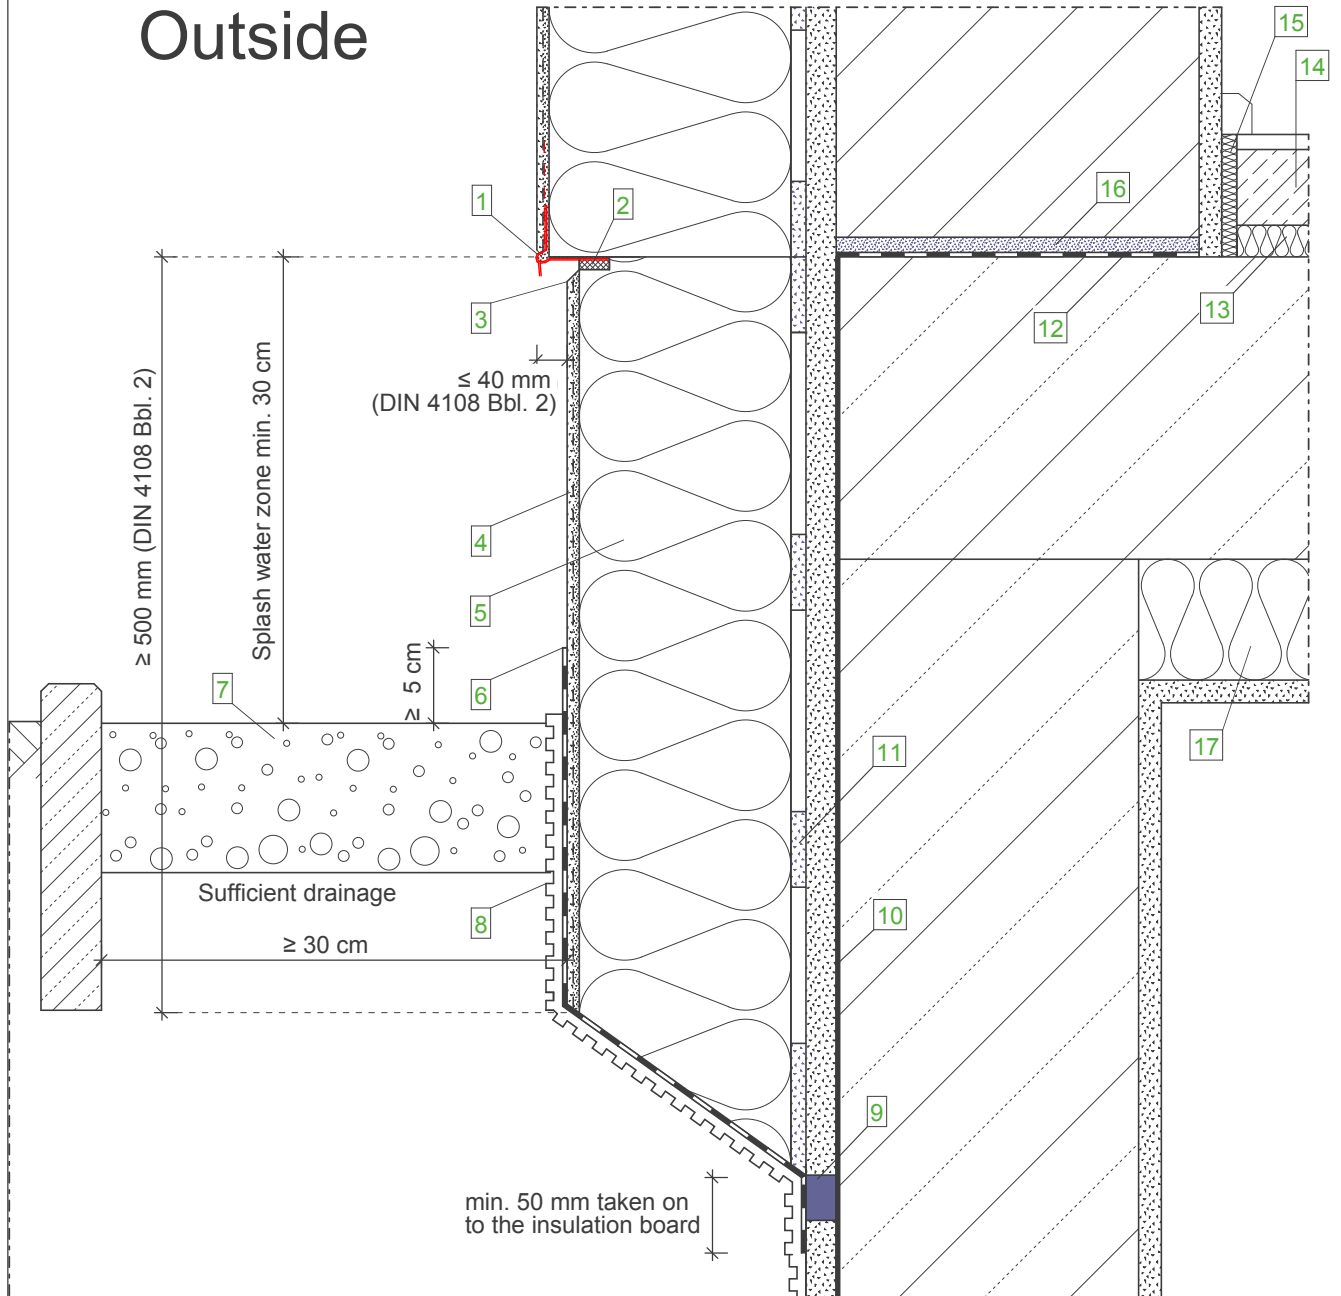 Outside
15
14
16
1
2
3
12
13
≤ 40 mm
(DIN 4108 Bbl. 2)
≥ 500 mm (DIN 4108 Bbl. 2)
Splash water zone min. 30 cm
4
5
≥ 5 cm
6
7
11
17
Sufficient drainage
8
10
≥ 30 cm
9
min. 50 mm taken on
to the insulation board